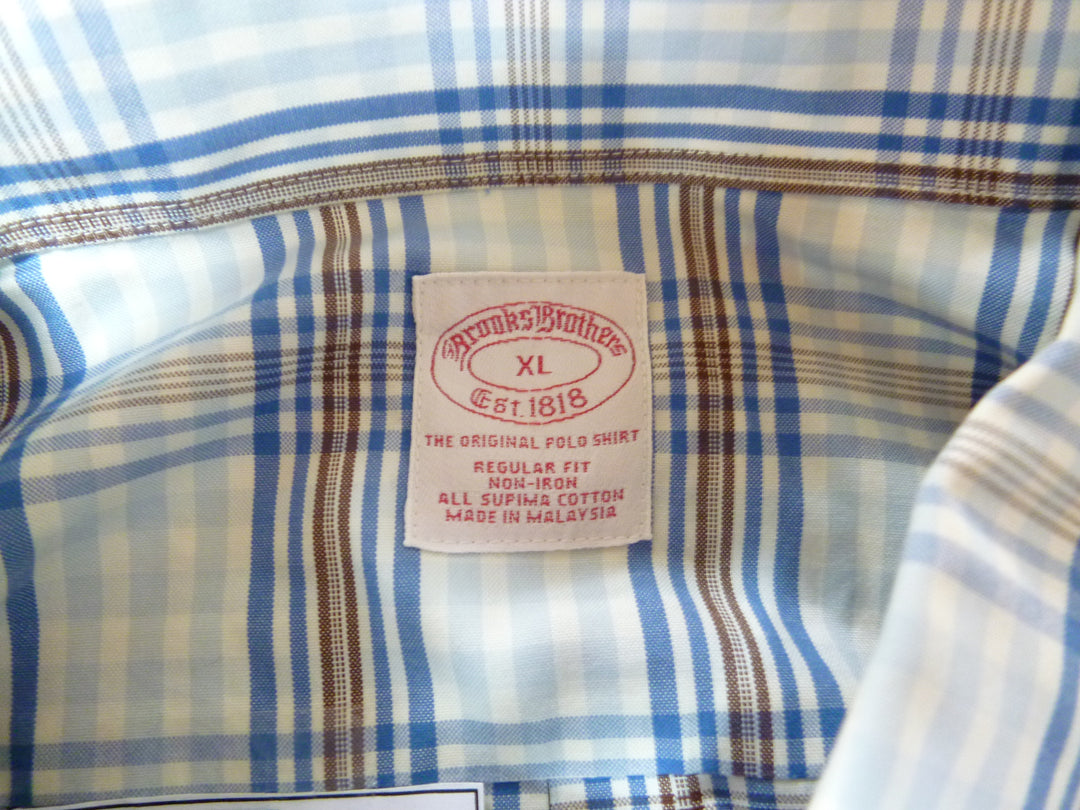 Brooks Brothers
XL
Est. 1818
THE ORIGINAL POLO SHIRT
REGULAR FIT
NON-IRON
ALL SUPIMA COTTON
MADE IN MALAYSIA